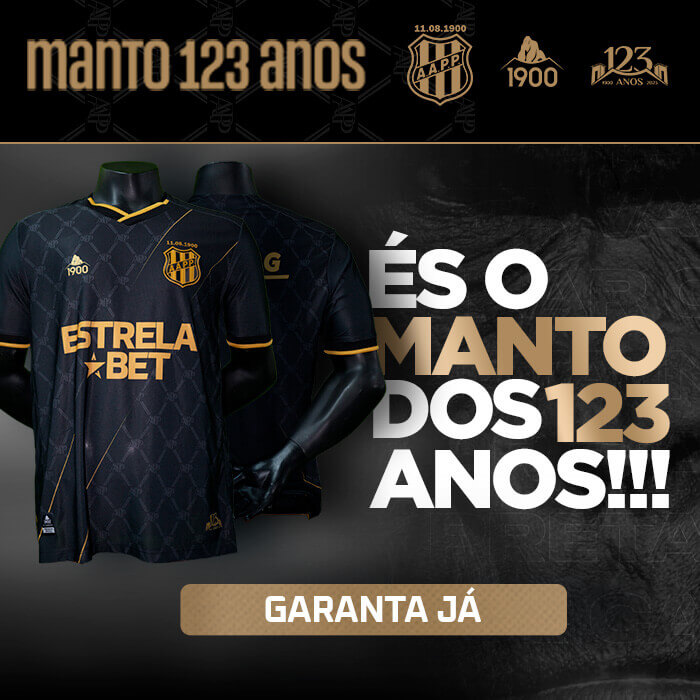 MANTO 123 ANOS
11.08.1900
AAPP
1900
123
1900 ANOS 2023
11.08.1900
AAPP
1900
G
ESTRELA
BET
ÉS O
MANTO
DOS 123
ANOS!!!
GARANTA JÁ